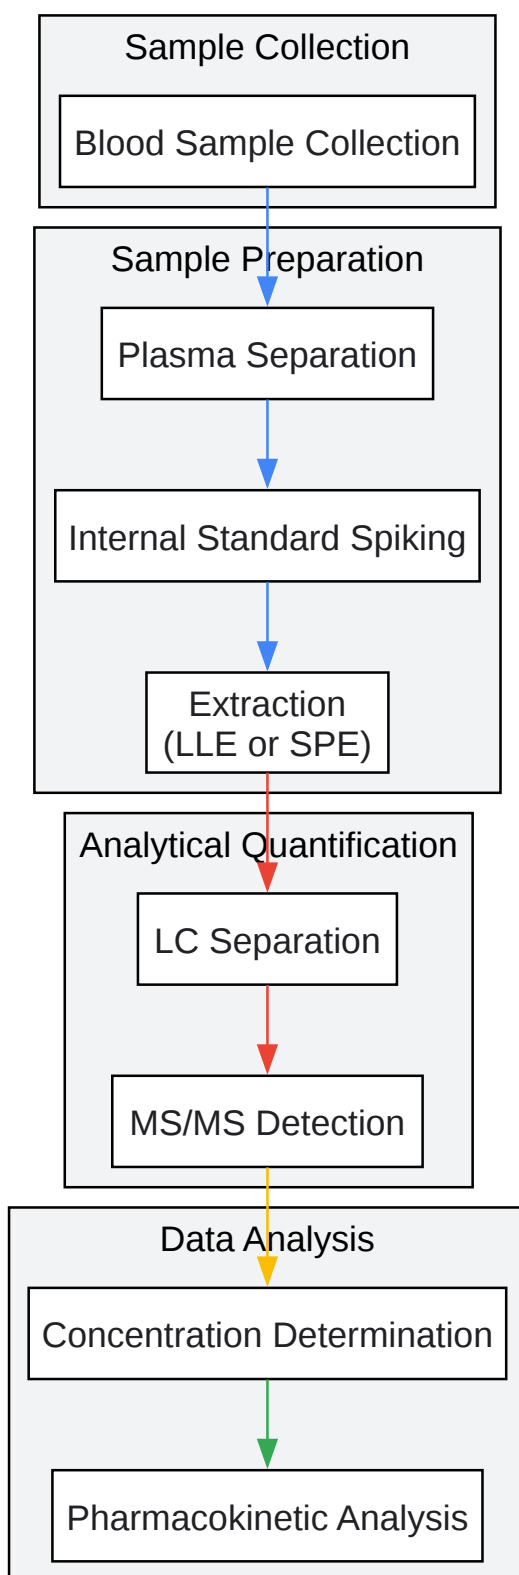 Sample Collection
Blood Sample Collection
Sample Preparation
Plasma Separation
Internal Standard Spiking
Extraction
(LLE or SPE)
Analytical Quantification
LC Separation
MS/MS Detection
Data Analysis
Concentration Determination
Pharmacokinetic Analysis